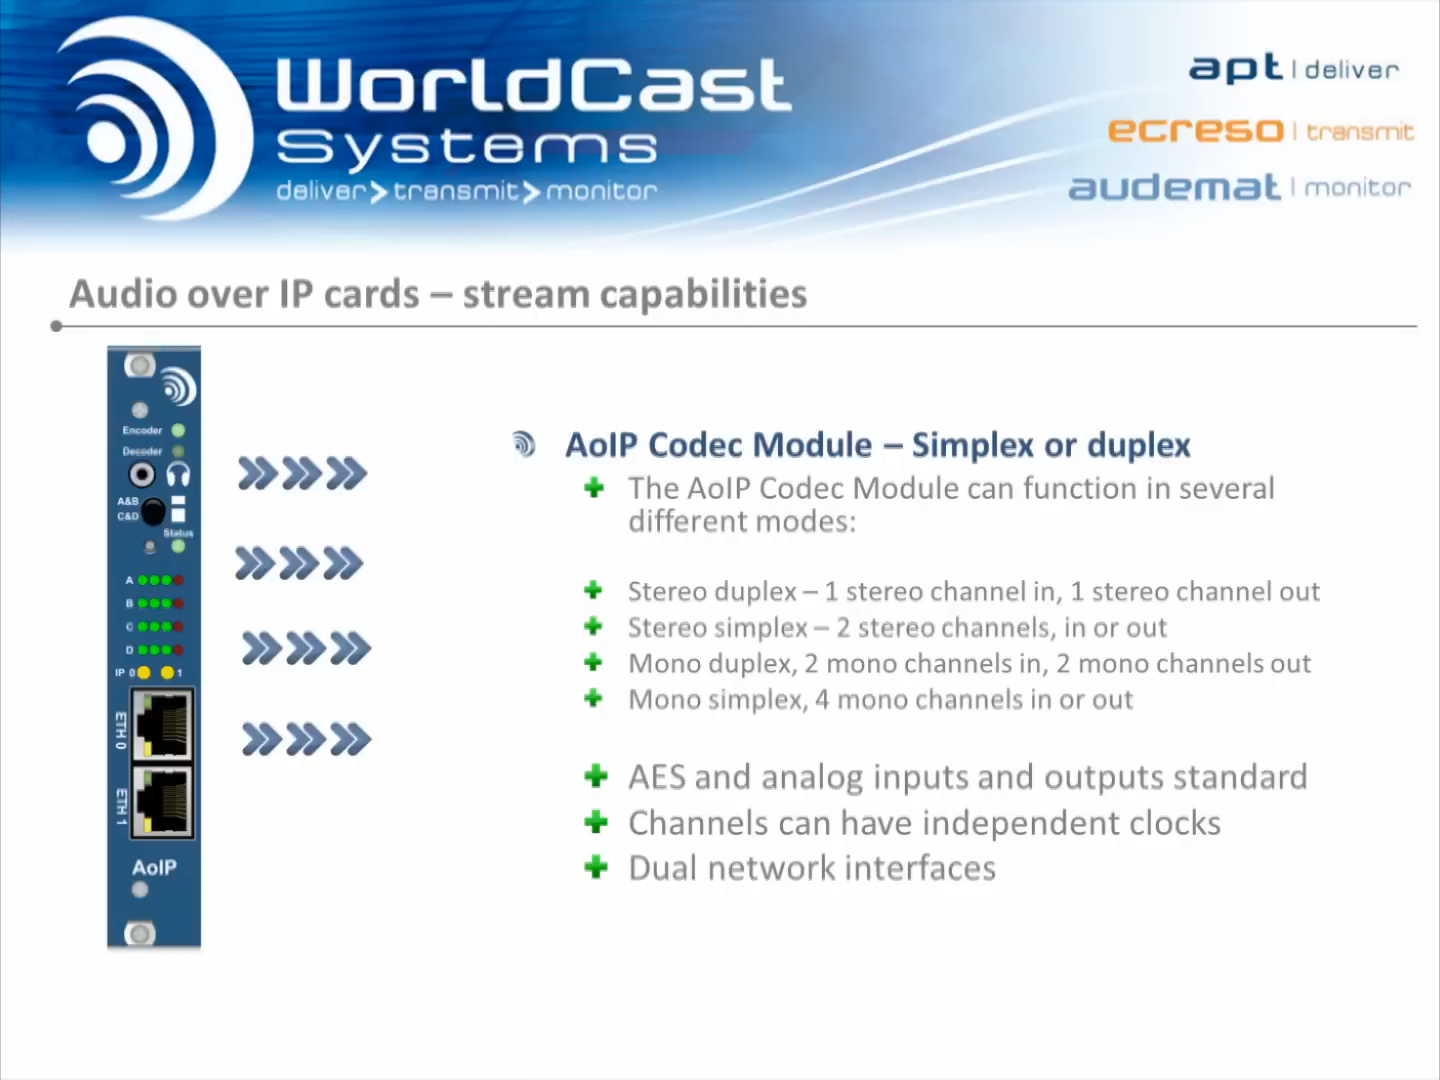 WorldCast
Systems
deliver>transmit>monitor
apt | deliver
ecreso | transmit
audemat | monitor
Audio over IP cards – stream capabilities
Encoder
Decoder
A&B
C&D
Status
A
B
C
D
IP 0 1
ETH 0
ETH 1
AoIP
AoIP Codec Module – Simplex or duplex
The AoIP Codec Module can function in several
different modes:
Stereo duplex – 1 stereo channel in, 1 stereo channel out
Stereo simplex – 2 stereo channels, in or out
Mono duplex, 2 mono channels in, 2 mono channels out
Mono simplex, 4 mono channels in or out
AES and analog inputs and outputs standard
Channels can have independent clocks
Dual network interfaces